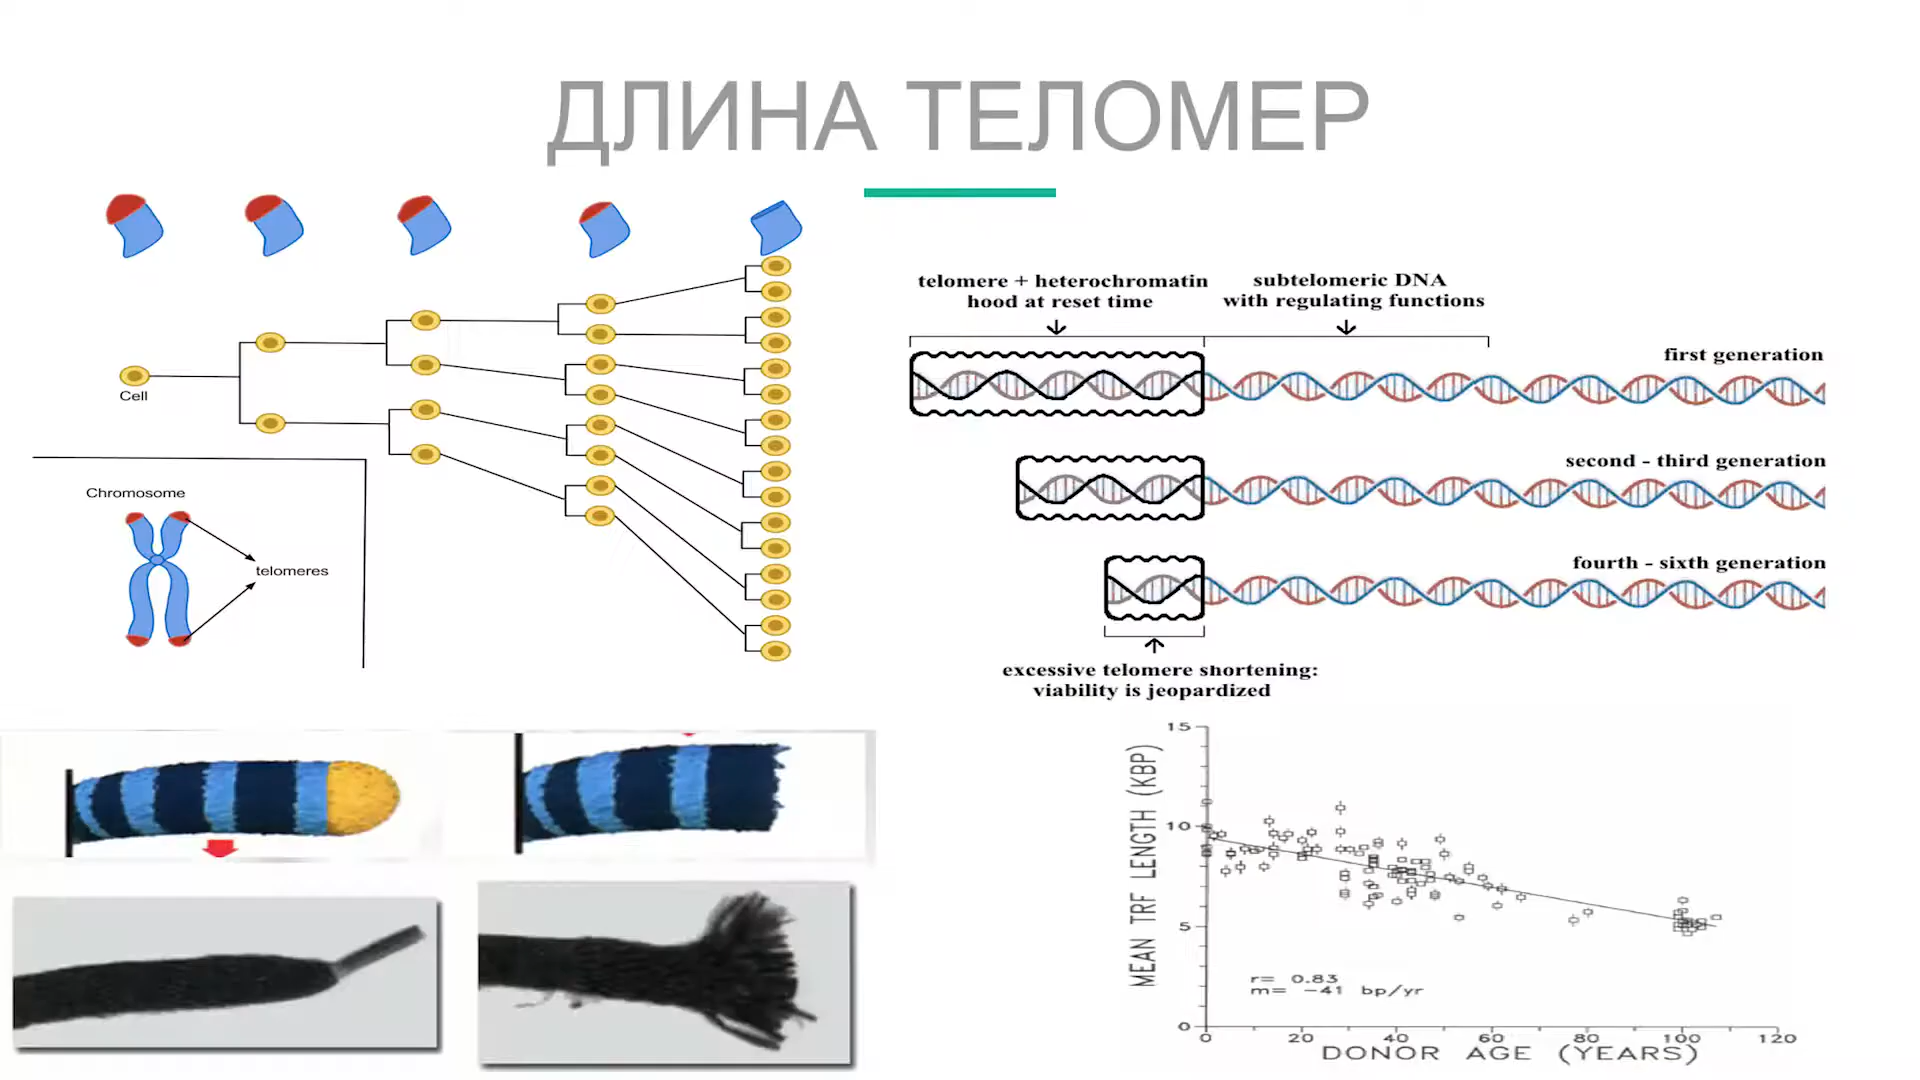 ДЛИНА ТЕЛОМЕР
Cell
Chromosome
telomeres
telomere + heterochromatin
hood at reset time
subtelomeric DNA
with regulating functions
first generation
second - third generation
fourth - sixth generation
excessive telomere shortening:
viability is jeopardized
MEAN TRF LENGTH (KBP)
15
10
5
0
r= 0.83
m= -41 bp/yr
0 20 40 60 80 100 120
DONOR AGE (YEARS)